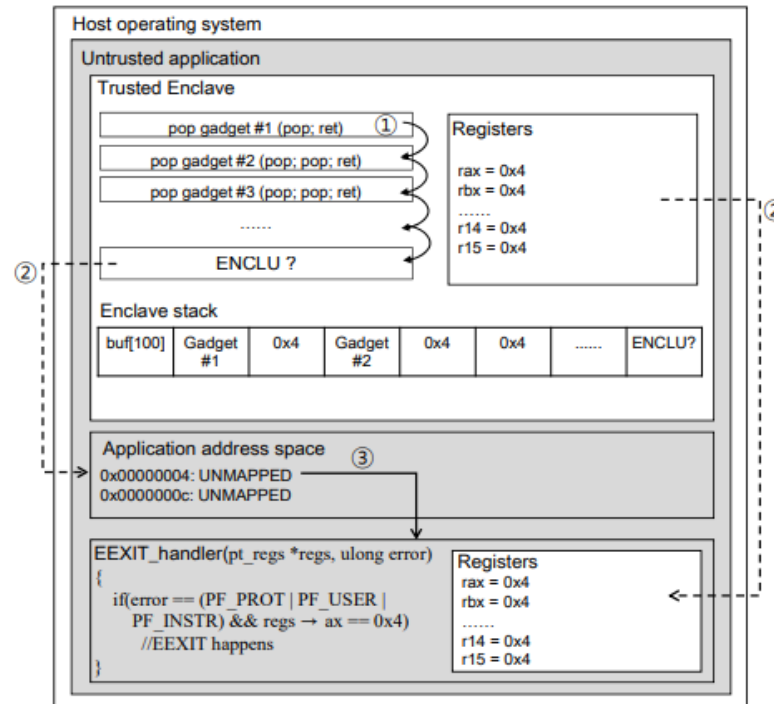 Host operating system
Untrusted application
Trusted Enclave
pop gadget #1 (pop; ret)
①
pop gadget #2 (pop; pop; ret)
pop gadget #3 (pop; pop; ret)
......
ENCLU ?
Registers
rax = 0x4
rbx = 0x4
......
r14 = 0x4
r15 = 0x4
②
②
Enclave stack
buf[100] Gadget #1 0x4 Gadget #2 0x4 0x4 ...... ENCLU?
Application address space
0x00000004: UNMAPPED
0x0000000c: UNMAPPED
③
EEXIT_handler(pt_regs *regs, ulong error)
{
if(error == (PF_PROT | PF_USER |
PF_INSTR) && regs → ax == 0x4)
//EEXIT happens
}
Registers
rax = 0x4
rbx = 0x4
......
r14 = 0x4
r15 = 0x4